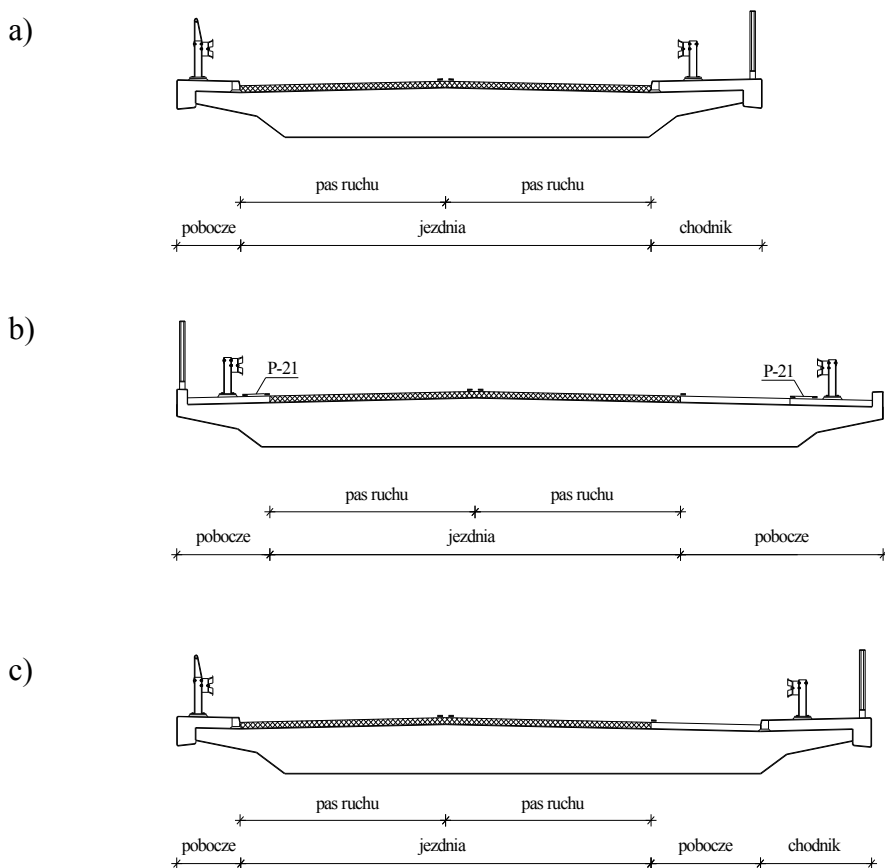 a)
pas ruchu pas ruchu
pobocze jezdnia chodnik
b)
P-21 P-21
pas ruchu pas ruchu
pobocze jezdnia pobocze
c)
pas ruchu pas ruchu
pobocze jezdnia pobocze chodnik